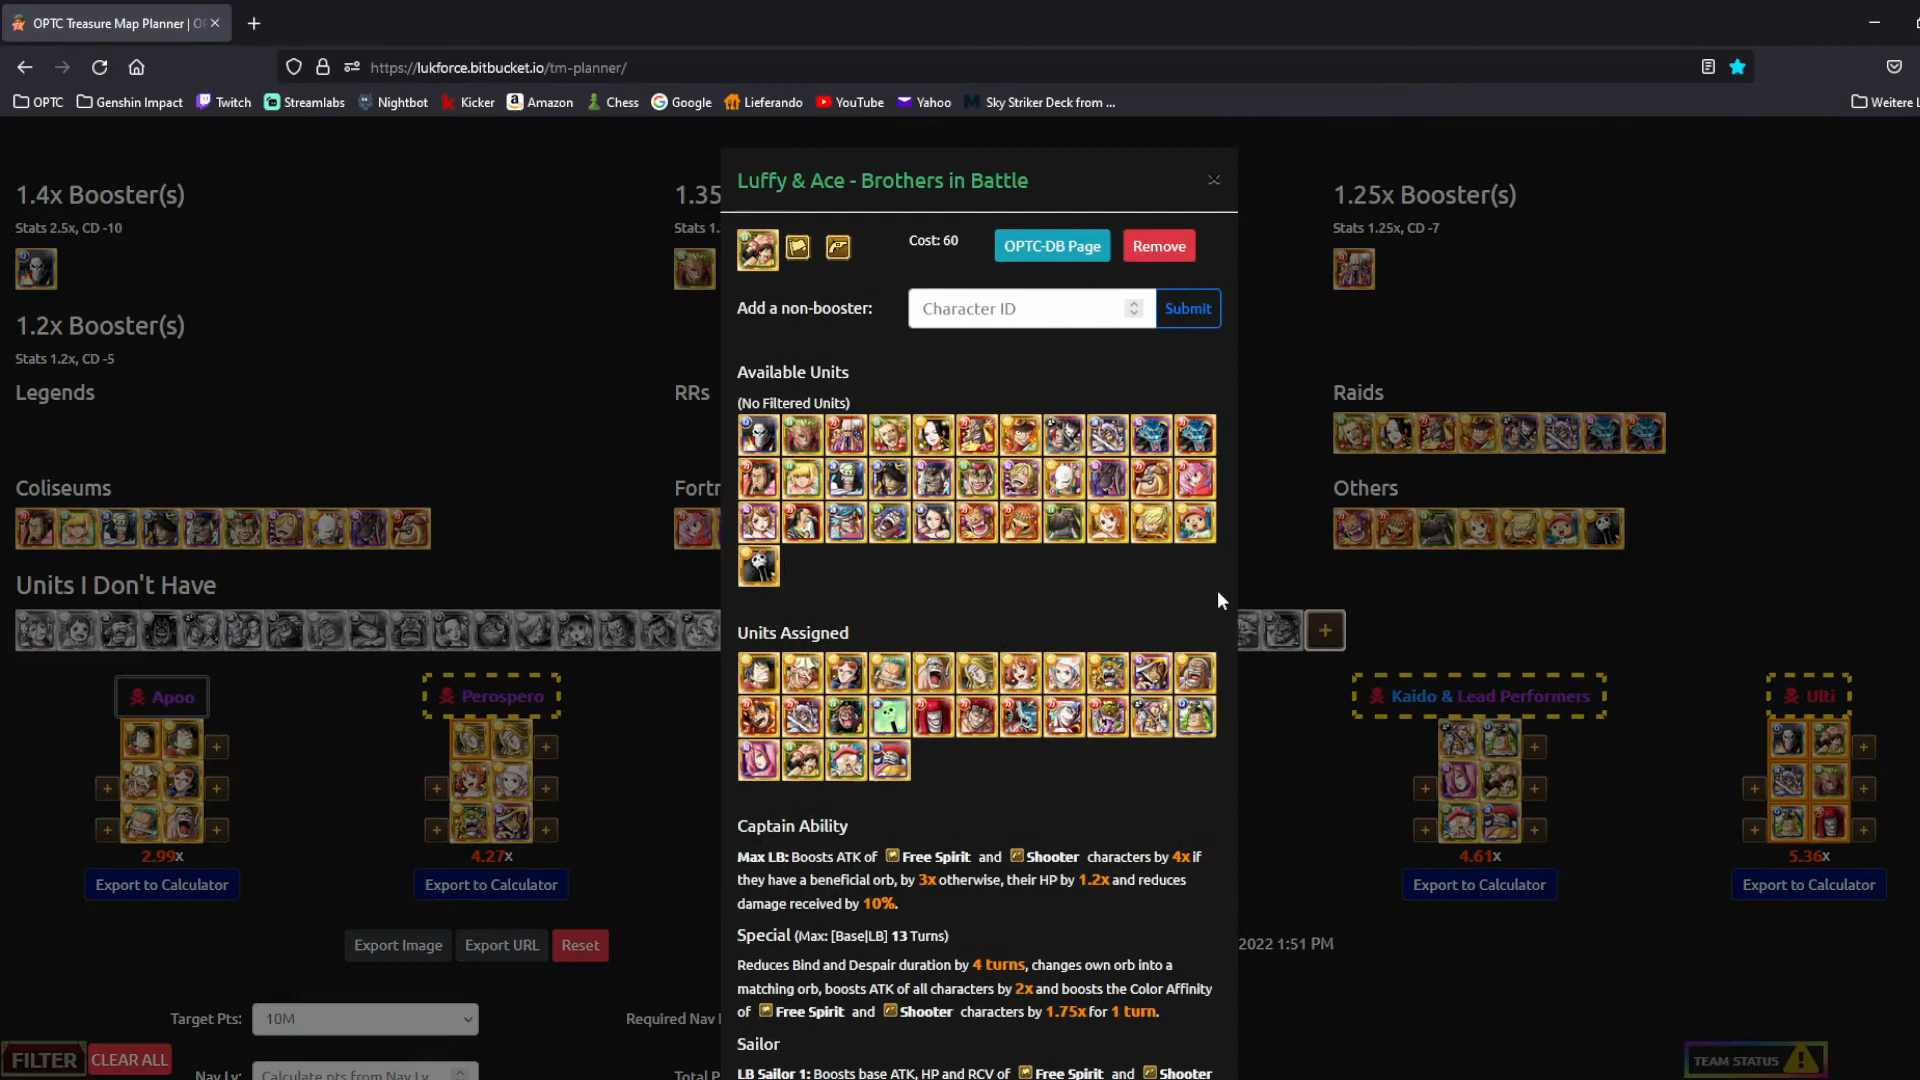 OPTC Treasure Map Planner | O
https://lukforce.bitbucket.io/tm-planner/
OPTC Genshin Impact Twitch Streamlabs Nightbot Kicker Amazon Chess Google Lieferando YouTube Yahoo Sky Striker Deck from ... Weitere L
1.4x Booster(s)
Stats 2.5x, CD -10
1.35
Stats 1.
1.25x Booster(s)
Stats 1.25x, CD -7
1.2x Booster(s)
Stats 1.2x, CD -5
Legends
RRs
Raids
Coliseums
Fortr
Others
Units I Don't Have
Luffy & Ace - Brothers in Battle
Cost: 60
OPTC-DB Page
Remove
Add a non-booster:
Character ID
Submit
Available Units
(No Filtered Units)
Units Assigned
Captain Ability
Max LB: Boosts ATK of Free Spirit and Shooter characters by 4x if
they have a beneficial orb, by 3x otherwise, their HP by 1.2x and reduces
damage received by 10%.
Special (Max: [Base|LB] 13 Turns)
Reduces Bind and Despair duration by 4 turns, changes own orb into a
matching orb, boosts ATK of all characters by 2x and boosts the Color Affinity
of Free Spirit and Shooter characters by 1.75x for 1 turn.
Sailor
LB Sailor 1: Boosts base ATK, HP and RCV of Free Spirit and Shooter
Apoo
2.99x
Export to Calculator
Perospero
4.27x
Export to Calculator
Kaido & Lead Performers
4.61x
Export to Calculator
Ulti
5.36x
Export to Calculator
Export Image
Export URL
Reset
2022 1:51 PM
Target Pts:
10M
Required Nav
FILTER
CLEAR ALL
Nav Lv:
Calculate pts from Nav Lv
Total P
TEAM STATUS